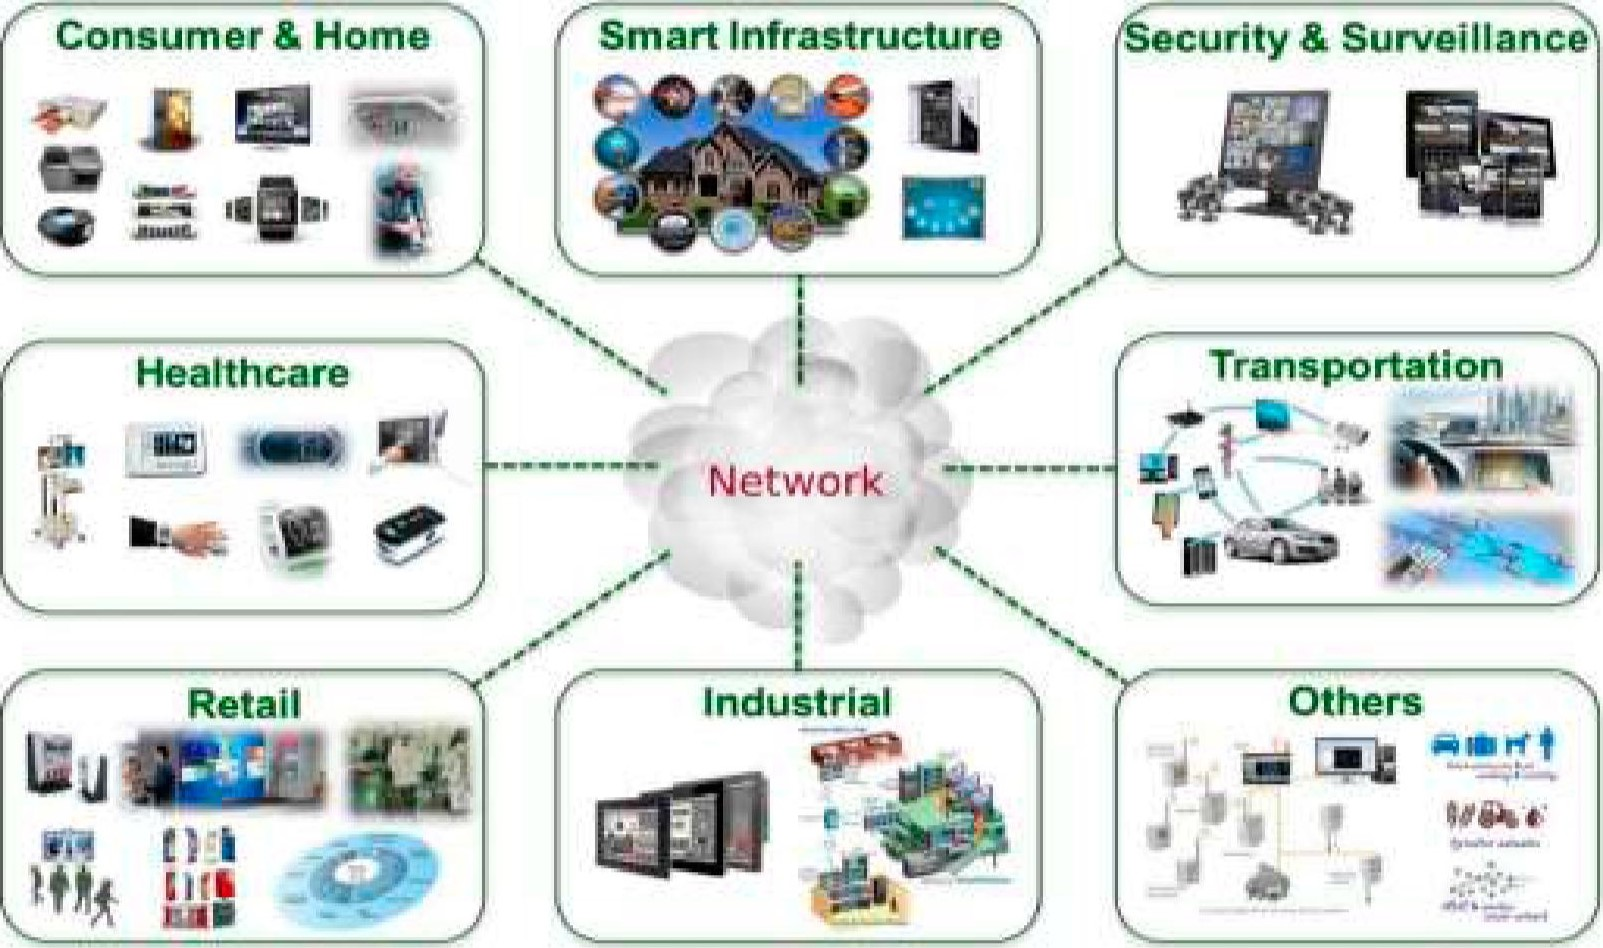 Consumer & Home
Smart Infrastructure
Security & Surveillance
Healthcare
Network
Transportation
Retail
Industrial
Others